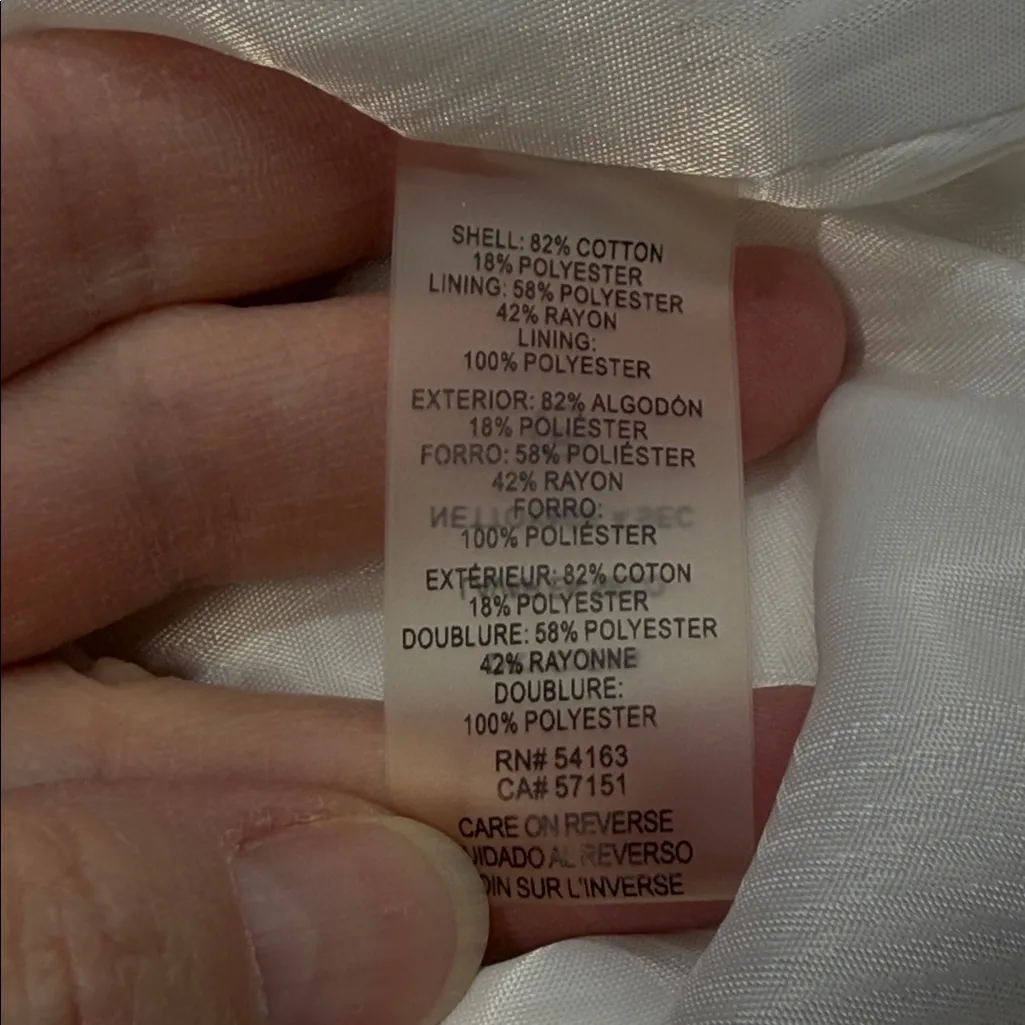 SHELL: 82% COTTON
18% POLYESTER
LINING: 58% POLYESTER
42% RAYON
LINING:
100% POLYESTER
EXTERIOR: 82% ALGODÓN
18% POLIÉSTER
FORRO: 58% POLIÉSTER
42% RAYON
FORRO:
100% POLIÉSTER
EXTÉRIEUR: 82% COTON
18% POLYESTER
DOUBLURE: 58% POLYESTER
42% RAYONNE
DOUBLURE:
100% POLYESTER
RN# 54163
CA# 57151
CARE ON REVERSE
AL REVERSO
SUR L'INVERSE